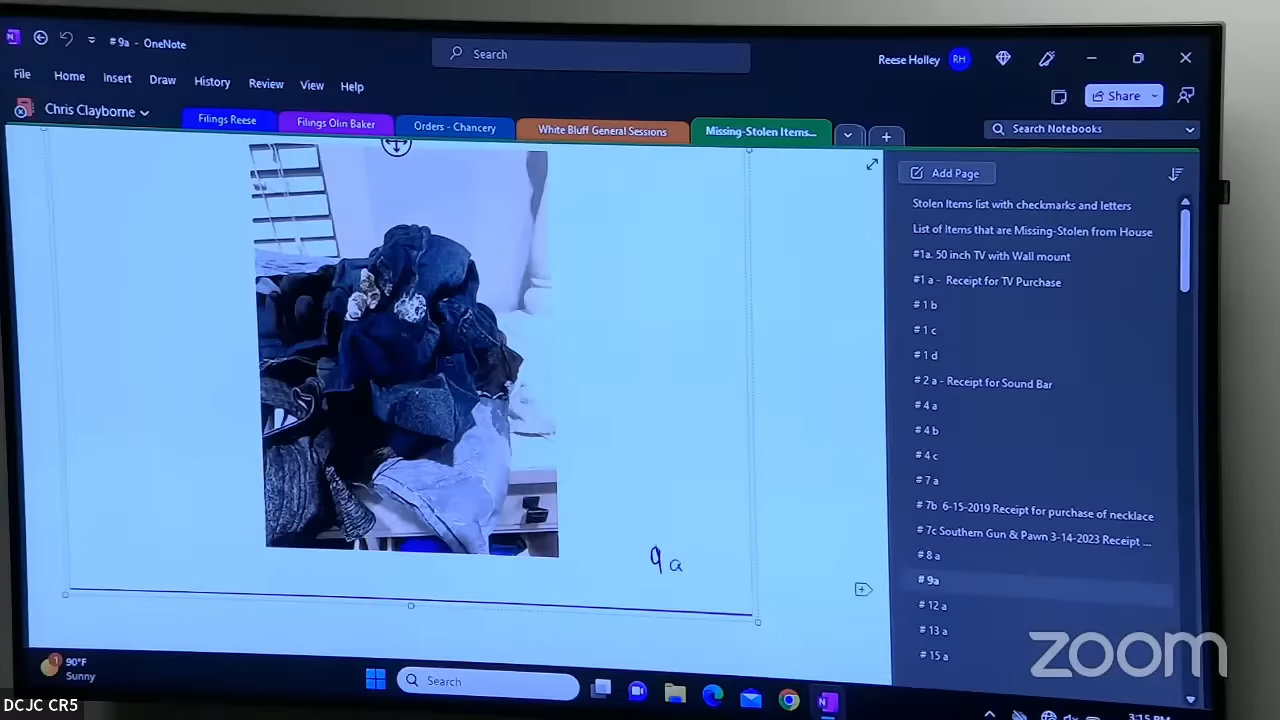 # 9a - OneNote
Search
Reese Holley RH
File Home Insert Draw History Review View Help
Share
Chris Clayborne
Filings Reese
Filings Olin Baker
Orders - Chancery
White Bluff General Sessions
Missing-Stolen Items...
Search Notebooks
Add Page
Stolen Items list with checkmarks and letters
List of Items that are Missing-Stolen from House
#1a. 50 inch TV with Wall mount
#1 a - Receipt for TV Purchase
# 1 b
# 1 c
# 1 d
# 2 a - Receipt for Sound Bar
# 4 a
# 4 b
# 4 c
# 7 a
# 7b 6-15-2019 Receipt for purchase of necklace
# 7c Southern Gun & Pawn 3-14-2023 Receipt ...
# 8 a
# 9a
# 12 a
# 13 a
# 15 a
9a
zoom
1
90°F
Sunny
Search
3:15 PM
DCJC CR5